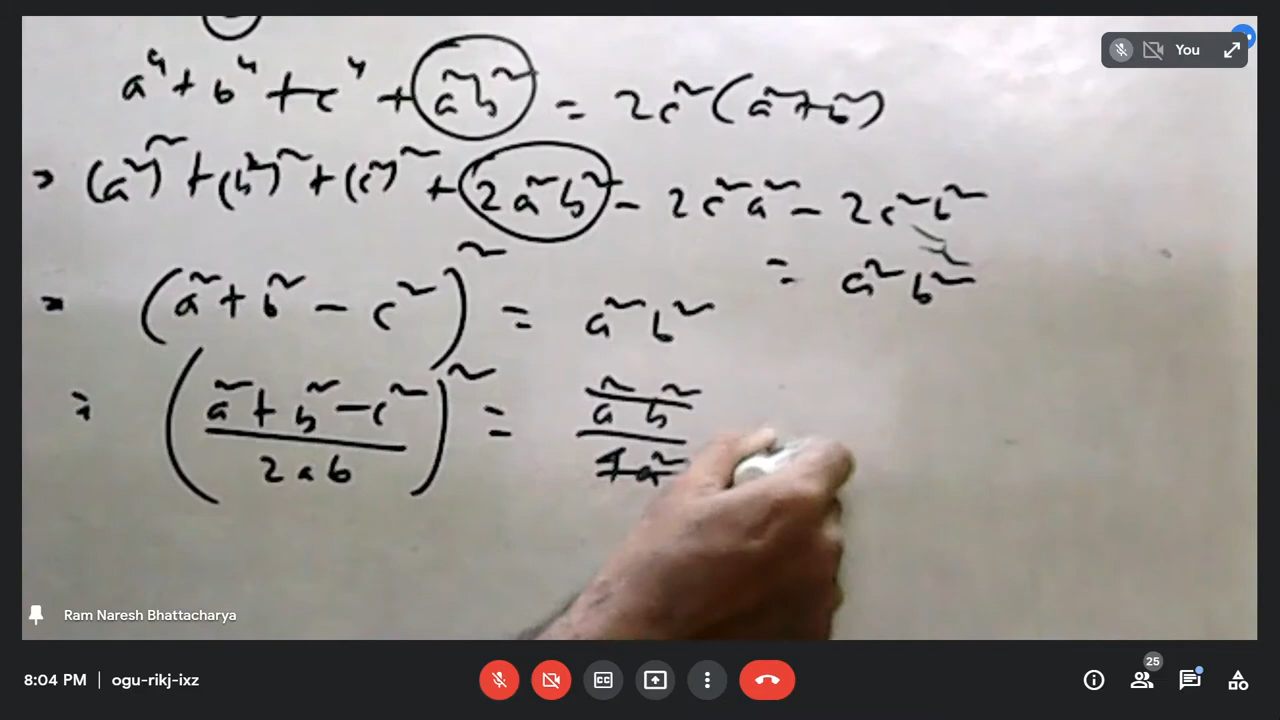 You
a⁴ + b⁴ + c⁴ + a²b² = 2c²(a²+b²)
⇒ (a²)² + (b²)² + (c²)² + 2a²b² - 2c²a² - 2c²b²
= a²b²
⇒ (a² + b² - c²)² = a²b²
⇒ ((a² + b² - c²)/(2ab))² = a²b²/4a²
Ram Naresh Bhattacharya
8:04 PM | ogu-rikj-ixz
25